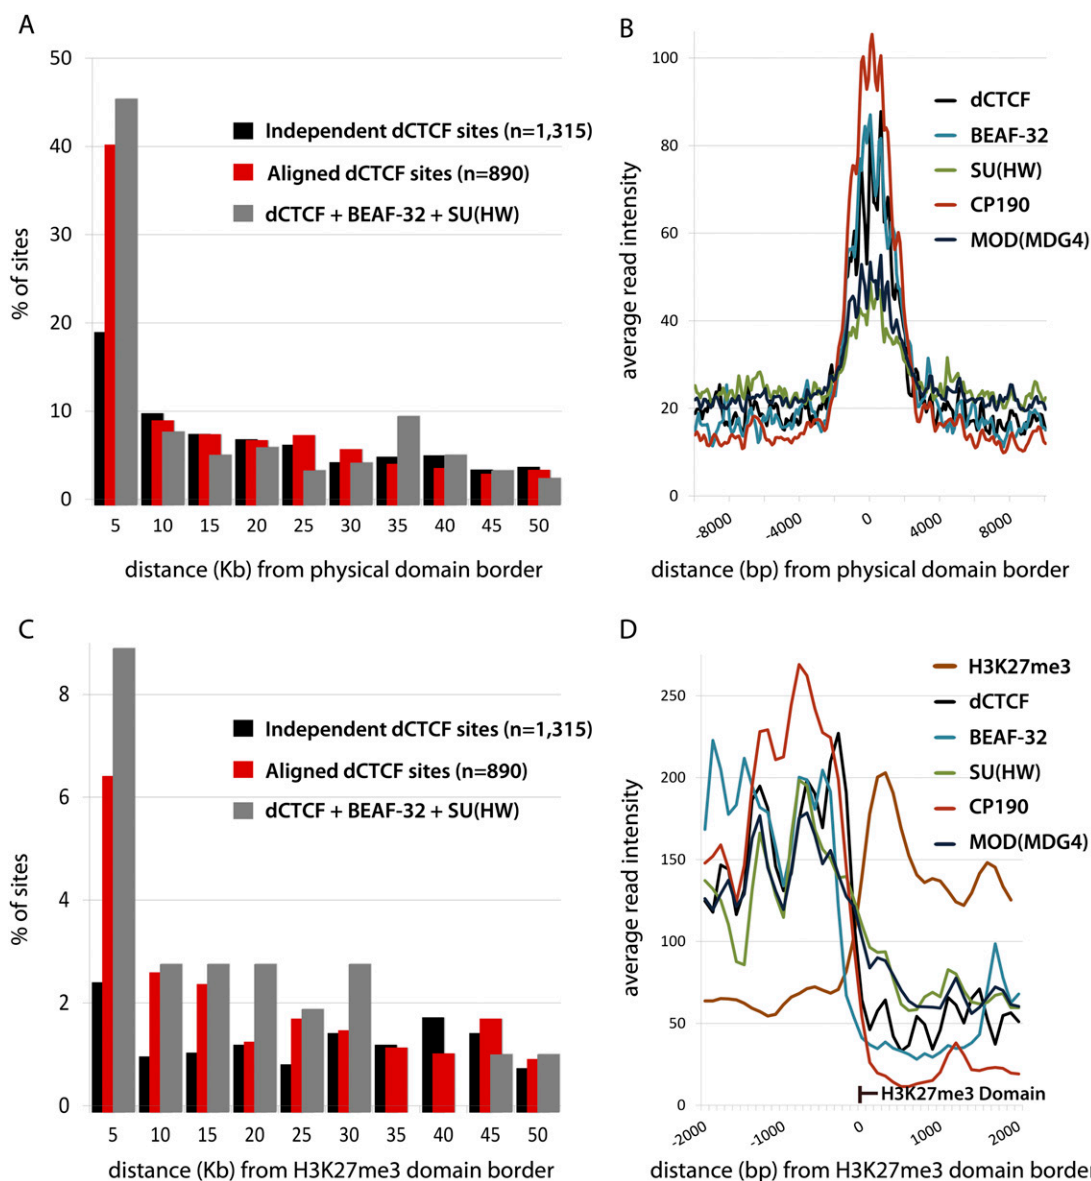 A
50
40
30
20
10
0
% of sites
Independent dCTCF sites (n=1,315)
Aligned dCTCF sites (n=890)
dCTCF + BEAF-32 + SU(HW)
5 10 15 20 25 30 35 40 45 50
distance (Kb) from physical domain border
B
100
80
60
40
20
0
average read intensity
dCTCF
BEAF-32
SU(HW)
CP190
MOD(MDG4)
-8000 -4000 0 4000 8000
distance (bp) from physical domain border
C
8
6
4
2
0
% of sites
Independent dCTCF sites (n=1,315)
Aligned dCTCF sites (n=890)
dCTCF + BEAF-32 + SU(HW)
5 10 15 20 25 30 35 40 45 50
distance (Kb) from H3K27me3 domain border
D
250
200
150
100
50
0
average read intensity
H3K27me3
dCTCF
BEAF-32
SU(HW)
CP190
MOD(MDG4)
H3K27me3 Domain
-2000 -1000 0 1000 2000
distance (bp) from H3K27me3 domain border